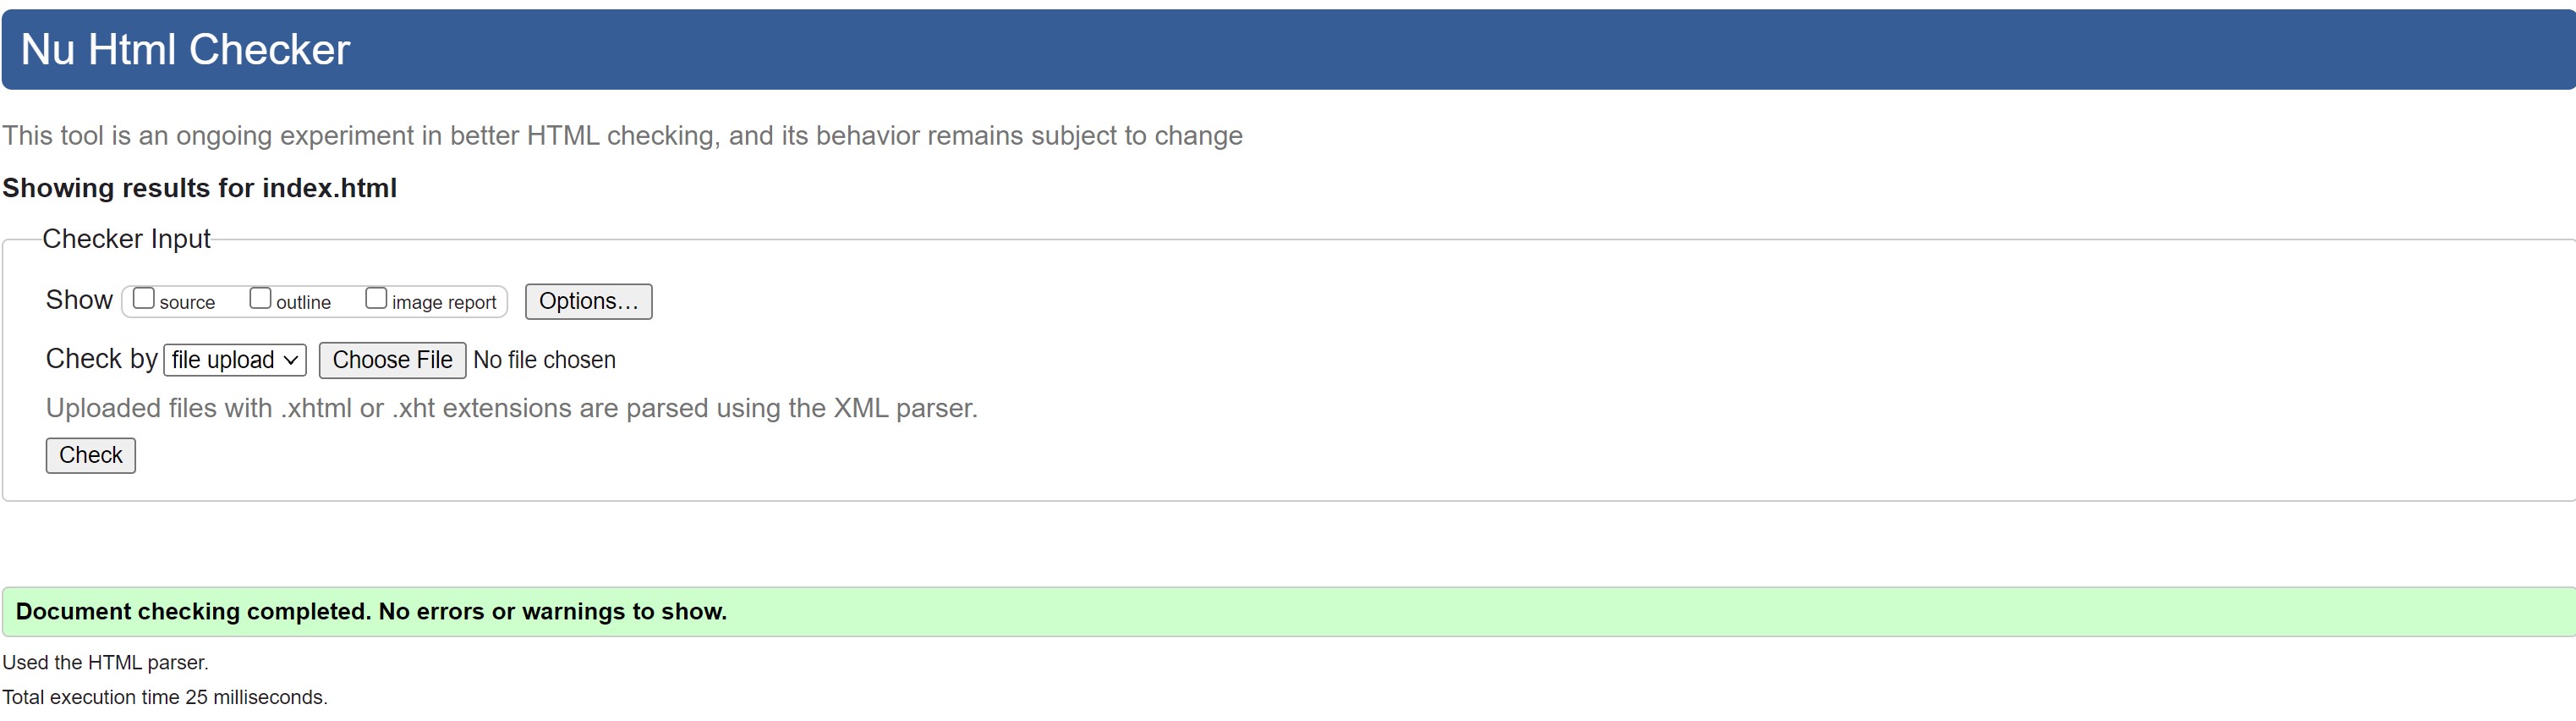 Nu Html Checker
This tool is an ongoing experiment in better HTML checking, and its behavior remains subject to change
Showing results for index.html
Checker Input
Show source outline image report Options...
Check by file upload Choose File No file chosen
Uploaded files with .xhtml or .xht extensions are parsed using the XML parser.
Check
Document checking completed. No errors or warnings to show.
Used the HTML parser.
Total execution time 25 milliseconds.